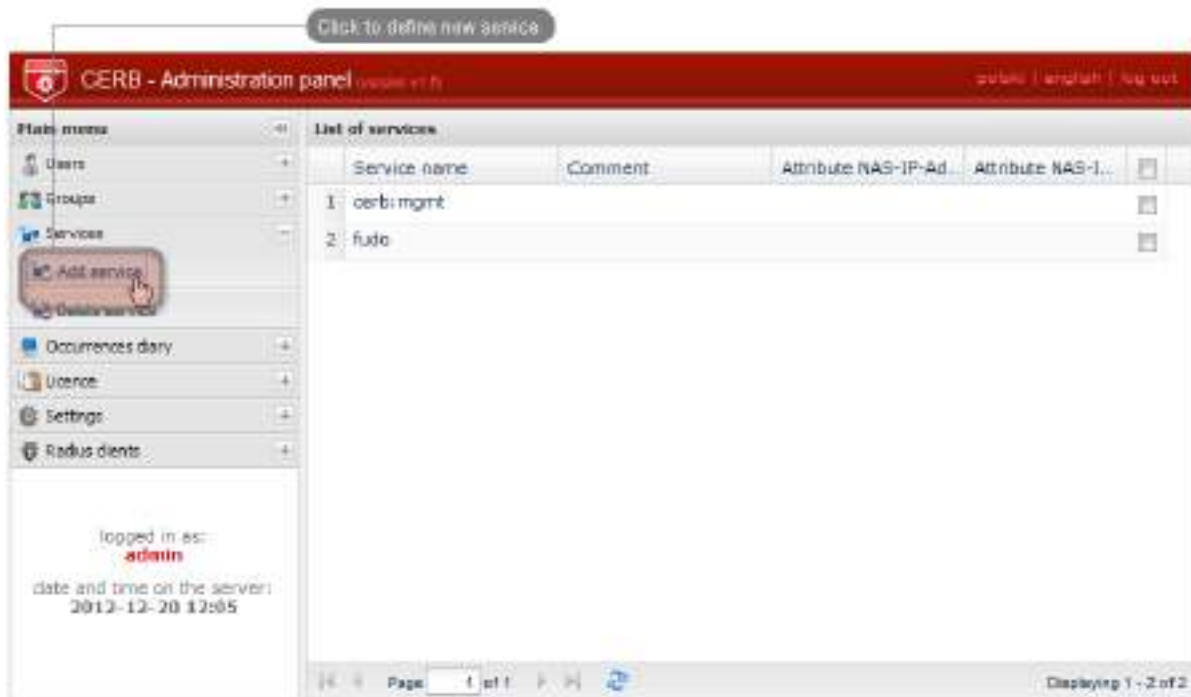 Click to define new service
CERB - Administration panel
polski | english | log out
Main menu
List of services
Users
Groups
Services
Add service
Delete service
Occurrences diary
Licence
Settings
Radius clients
Service name Comment Attribute NAS-IP-Ad... Attribute NAS-I...
1 cerb:mgmt
2 fudo
logged in as:
admin
date and time on the server:
2012-12-20 12:05
Page 1 of 1
Displaying 1 - 2 of 2